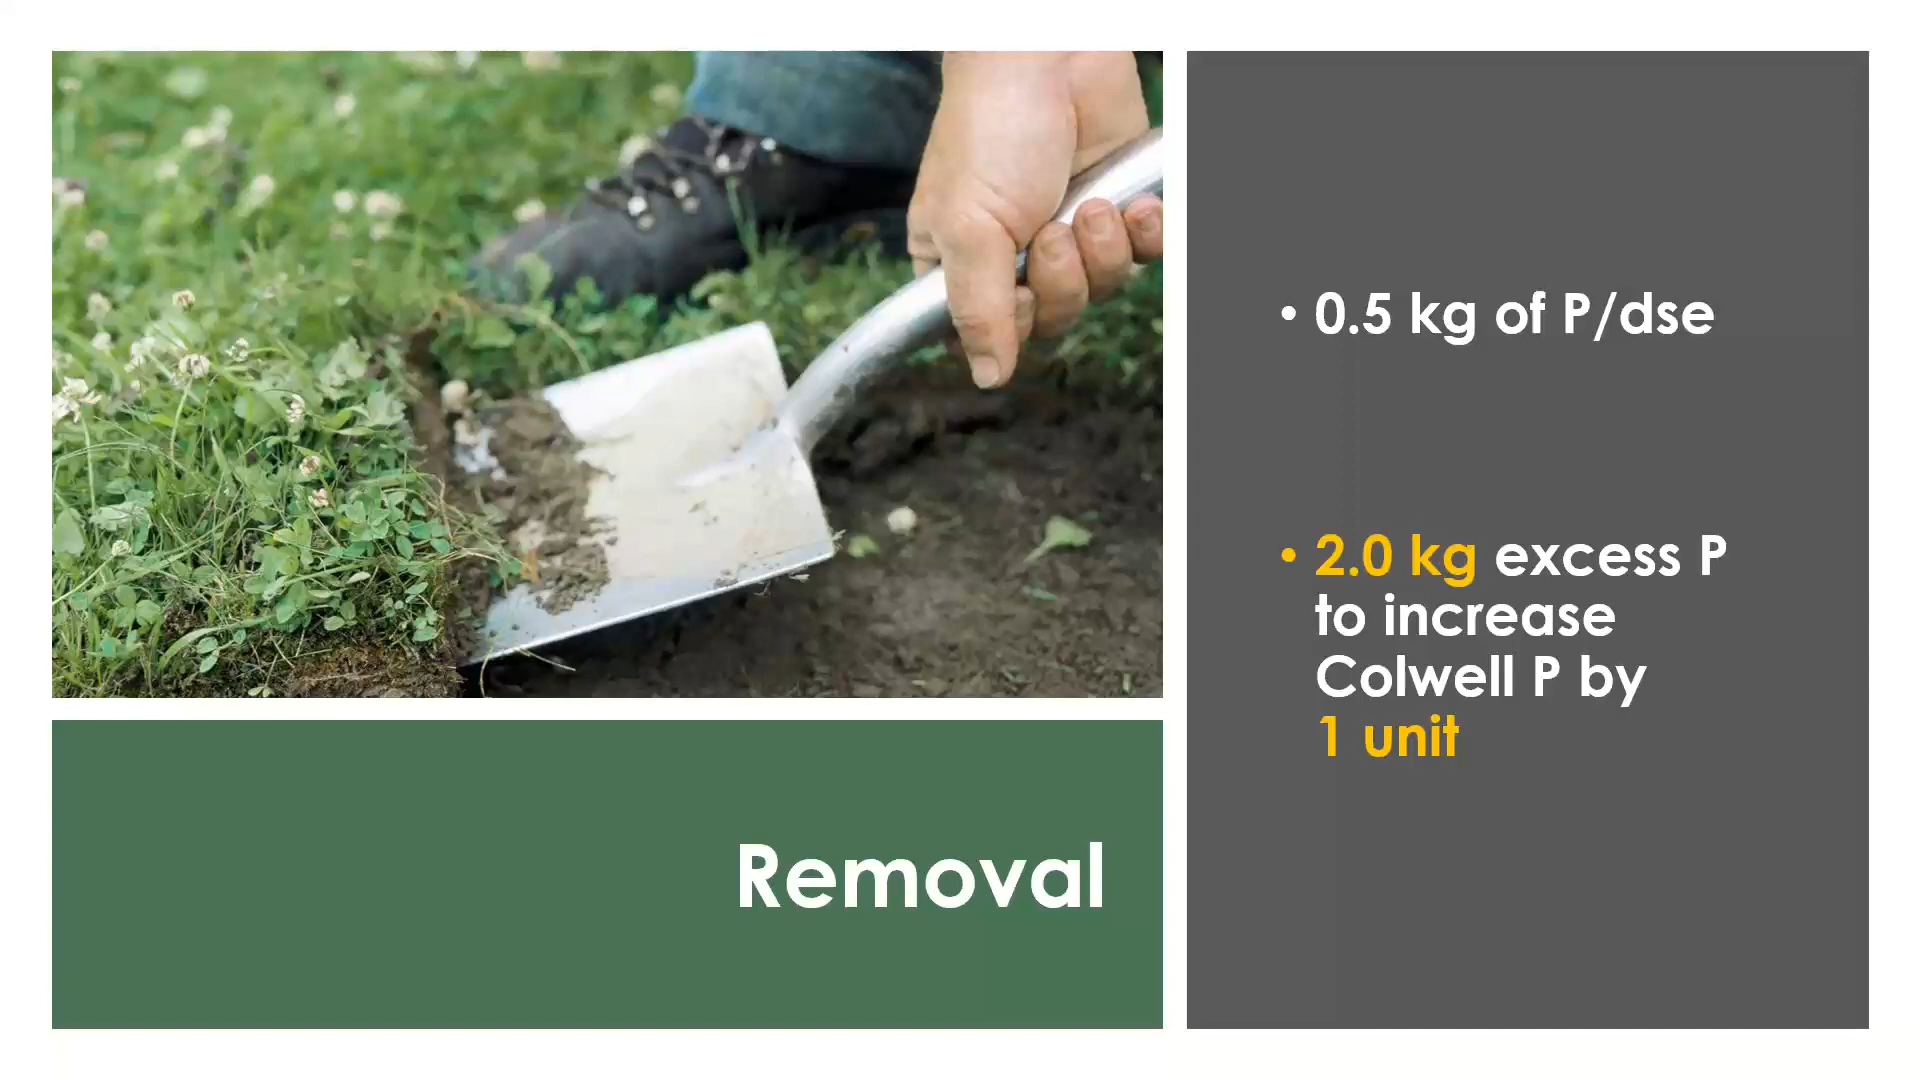 • 0.5 kg of P/dse
• 2.0 kg excess P
to increase
Colwell P by
1 unit
Removal